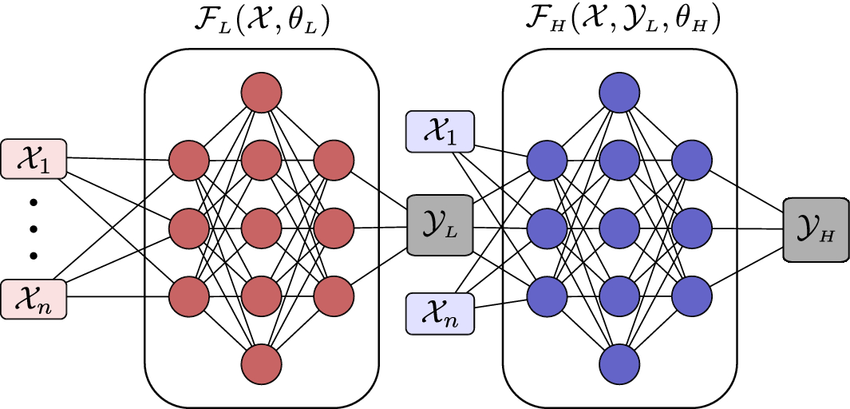 𝓕_L(𝓧, θ_L)
𝓕_H(𝓧, 𝓨_L, θ_H)
𝓧_1
𝓧_n
𝓧_1
𝓨_L
𝓧_n
𝓨_H